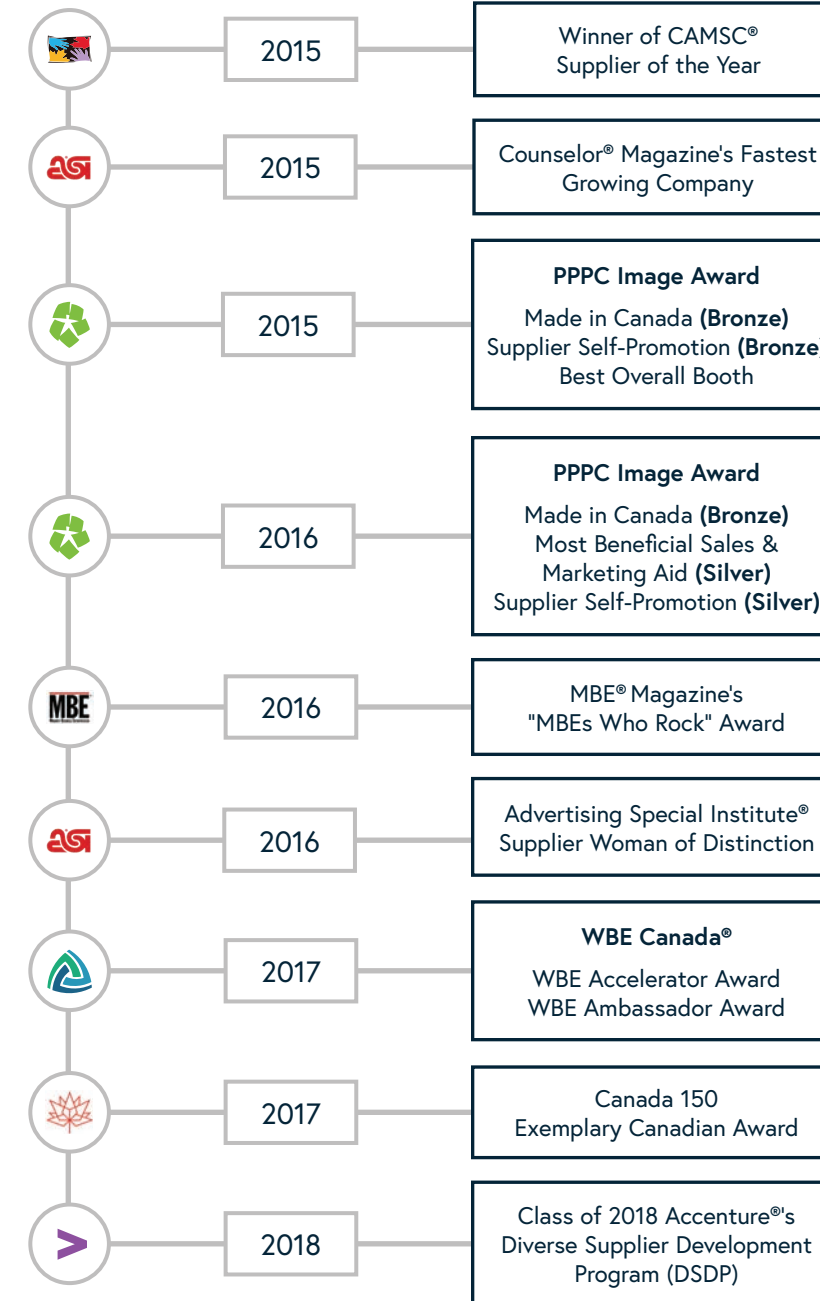 2015
Winner of CAMSC®
Supplier of the Year
asi
2015
Counselor® Magazine's Fastest
Growing Company
2015
PPPC Image Award
Made in Canada (Bronze)
Supplier Self-Promotion (Bronze)
Best Overall Booth
2016
PPPC Image Award
Made in Canada (Bronze)
Most Beneficial Sales &
Marketing Aid (Silver)
Supplier Self-Promotion (Silver)
MBE
2016
MBE® Magazine's
"MBEs Who Rock" Award
asi
2016
Advertising Special Institute®
Supplier Woman of Distinction
2017
WBE Canada®
WBE Accelerator Award
WBE Ambassador Award
2017
Canada 150
Exemplary Canadian Award
2018
Class of 2018 Accenture®'s
Diverse Supplier Development
Program (DSDP)